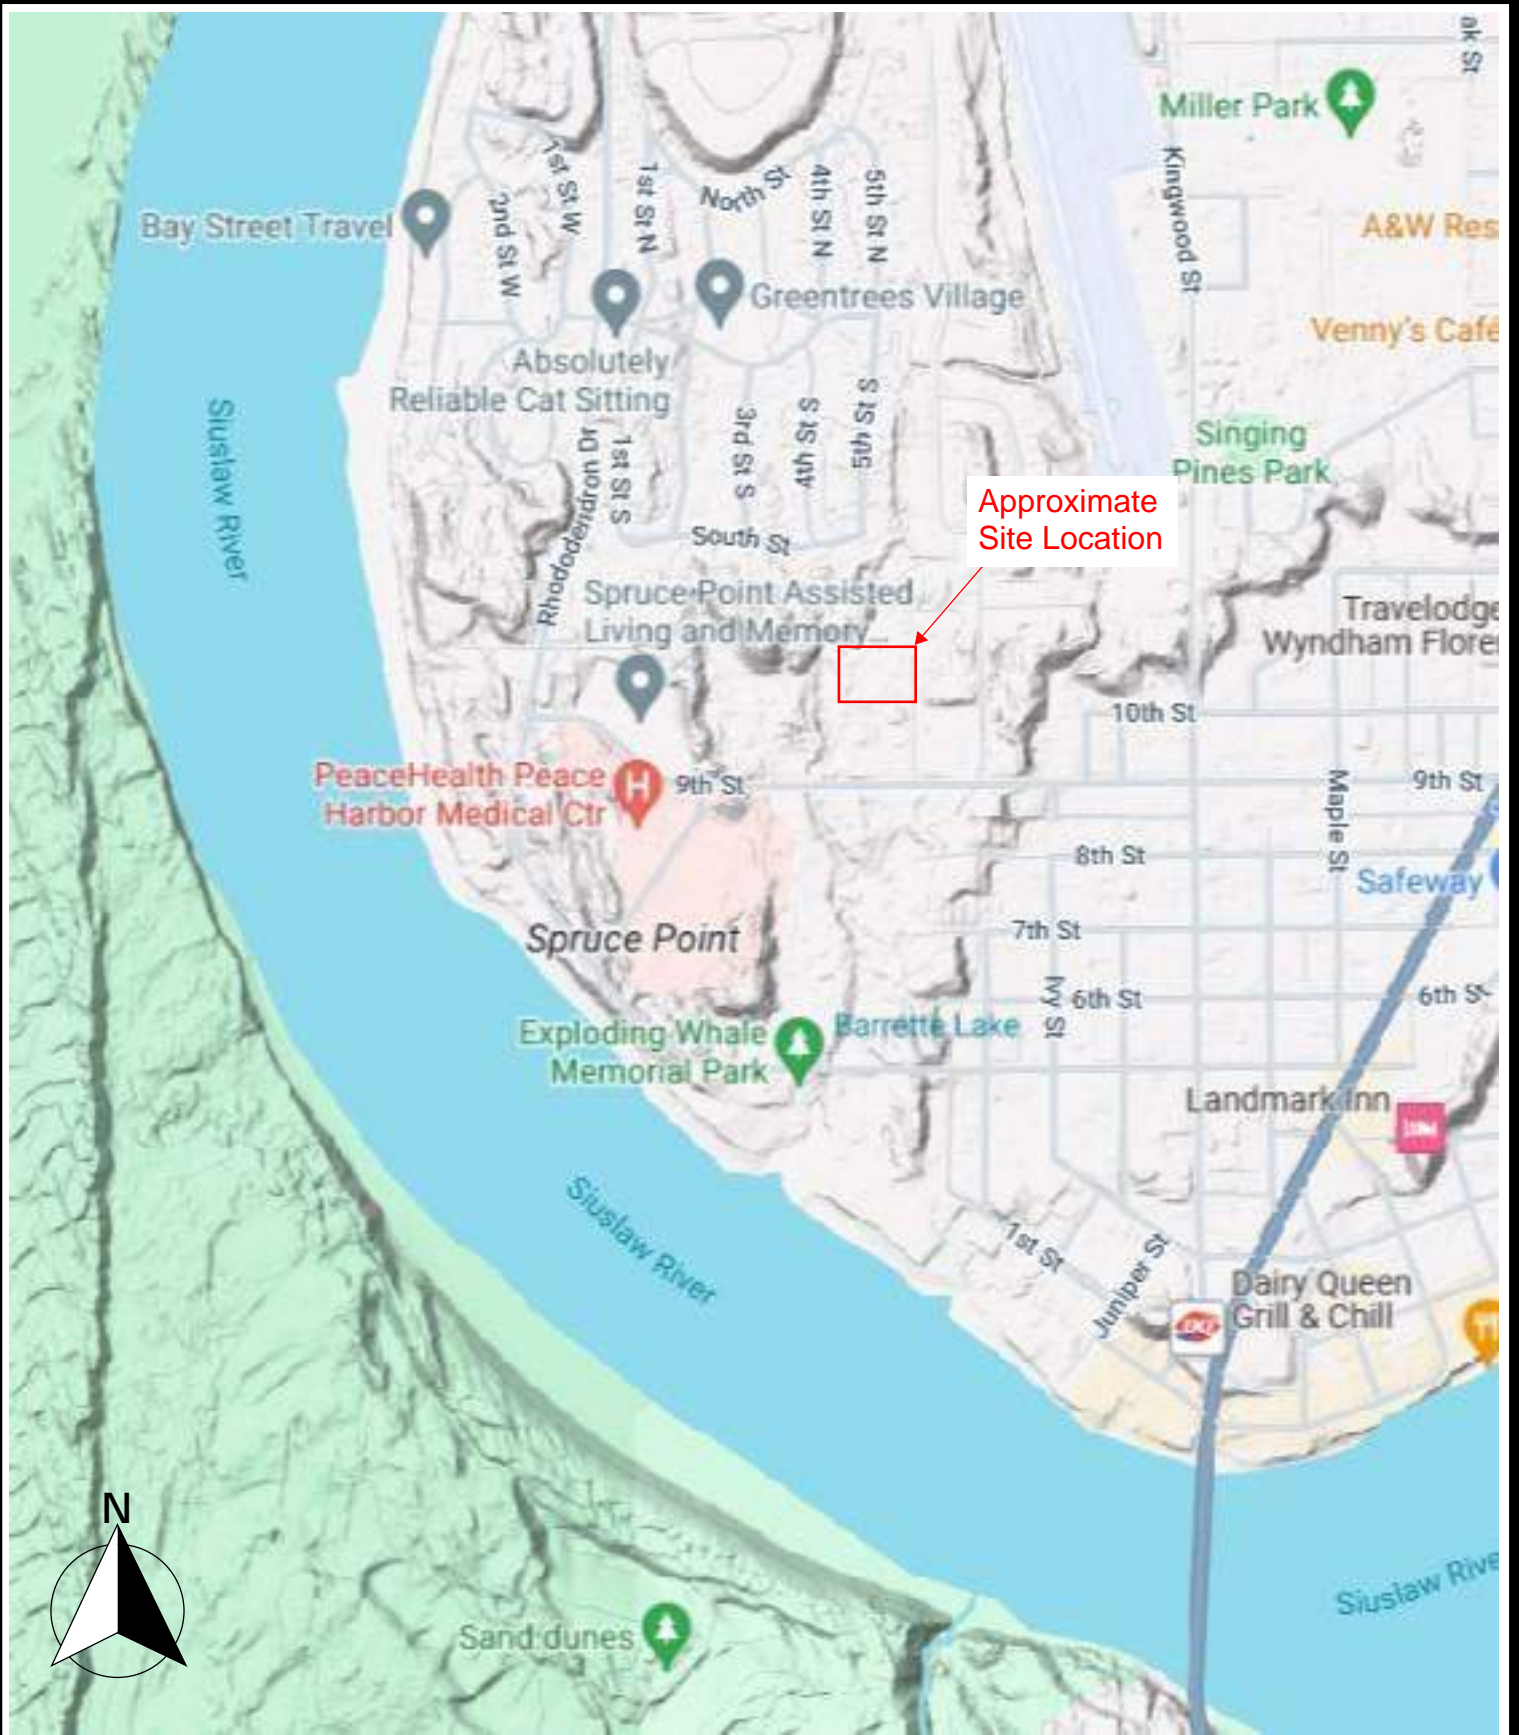 ak St
Miller Park
Kingwood St
A&W Res
Venny's Café
Bay Street Travel
1st St W
2nd St W
1st St N
North St
4th St N
5th St N
Greentrees Village
Absolutely
Reliable Cat Sitting
Siuslaw River
Rhododendron Dr
1st St S
3rd St S
4th St S
5th St S
South St
Singing
Pines Park
Approximate
Site Location
Spruce Point Assisted
Living and Memory...
Travelodge
Wyndham Flore
10th St
PeaceHealth Peace
Harbor Medical Ctr
H
9th St
Maple St
9th St
8th St
Safeway
7th St
Spruce Point
Ivy St
6th St
6th St
Exploding Whale
Memorial Park
Barrette Lake
Landmark Inn
Siuslaw River
1st St
Juniper St
Dairy Queen
Grill & Chill
DQ
N
Siuslaw Rive
Sand dunes